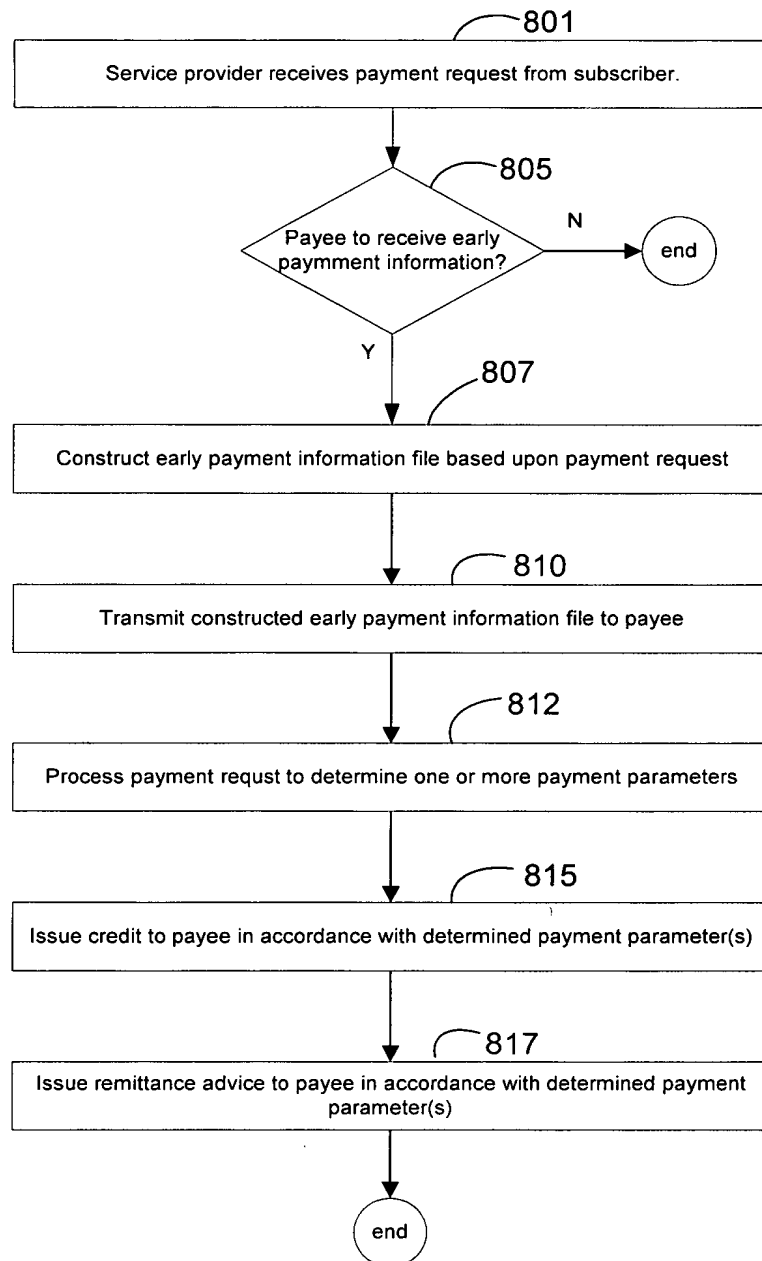 801
Service provider receives payment request from subscriber.
805
Payee to receive early
paymment information?
N
end
Y
807
Construct early payment information file based upon payment request
810
Transmit constructed early payment information file to payee
812
Process payment requst to determine one or more payment parameters
815
Issue credit to payee in accordance with determined payment parameter(s)
817
Issue remittance advice to payee in accordance with determined payment
parameter(s)
end